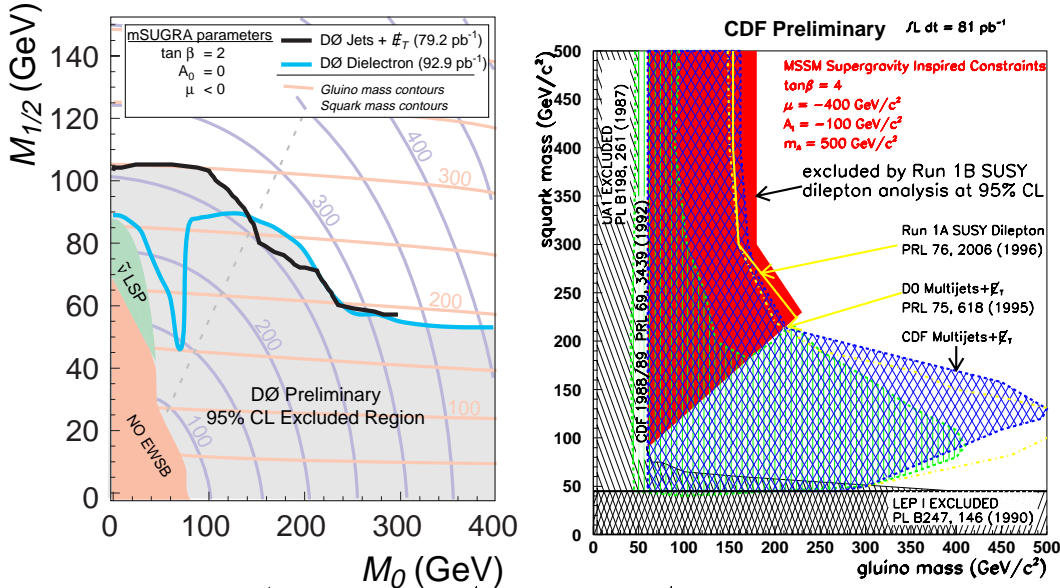 mSUGRA parameters
tan β = 2
A0 = 0
μ < 0
DØ Jets + E̸T (79.2 pb-1)
DØ Dielectron (92.9 pb-1)
Gluino mass contours
Squark mass contours
M1/2 (GeV)
140
120
100
80
60
40
20
0
400
300
300
200
200
100
100
ν̃ LSP
NO EWSB
DØ Preliminary
95% CL Excluded Region
0
100
200
300
400
M0 (GeV)
CDF Preliminary
∫L dt = 81 pb-1
squark mass (GeV/c2)
500
450
400
350
300
250
200
150
100
50
0
UA1 EXCLUDED
PL B198, 261 (1987)
CDF 1988/89 PRL 69, 3439 (1992)
MSSM Supergravity Inspired Constraints
tanβ = 4
μ = −400 GeV/c2
At = −100 GeV/c2
mA = 500 GeV/c2
excluded by Run 1B SUSY
dilepton analysis at 95% CL
Run 1A SUSY Dilepton
PRL 76, 2006 (1996)
D0 Multijets+E̸T
PRL 75, 618 (1995)
CDF Multijets+E̸T
LEP I EXCLUDED
PL B247, 146 (1990)
0
50
100
150
200
250
300
350
400
450
500
gluino mass (GeV/c2)